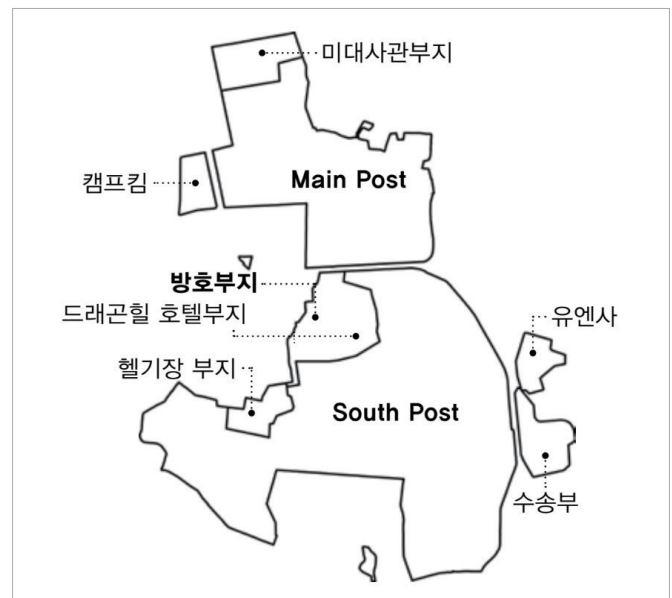 미대사관부지
캠프킴
Main Post
방호부지
드래곤힐 호텔부지
유엔사
헬기장 부지
South Post
수송부